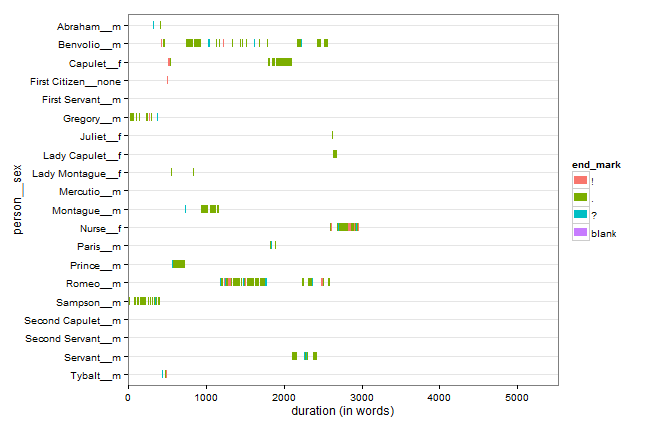 Abraham__m
Benvolio__m
Capulet__f
First Citizen__none
First Servant__m
Gregory__m
Juliet__f
Lady Capulet__f
Lady Montague__f
Mercutio__m
Montague__m
Nurse__f
Paris__m
Prince__m
Romeo__m
Sampson__m
Second Capulet__m
Second Servant__m
Servant__m
Tybalt__m
person__sex
0 1000 2000 3000 4000 5000
duration (in words)
end_mark
!
.
?
blank